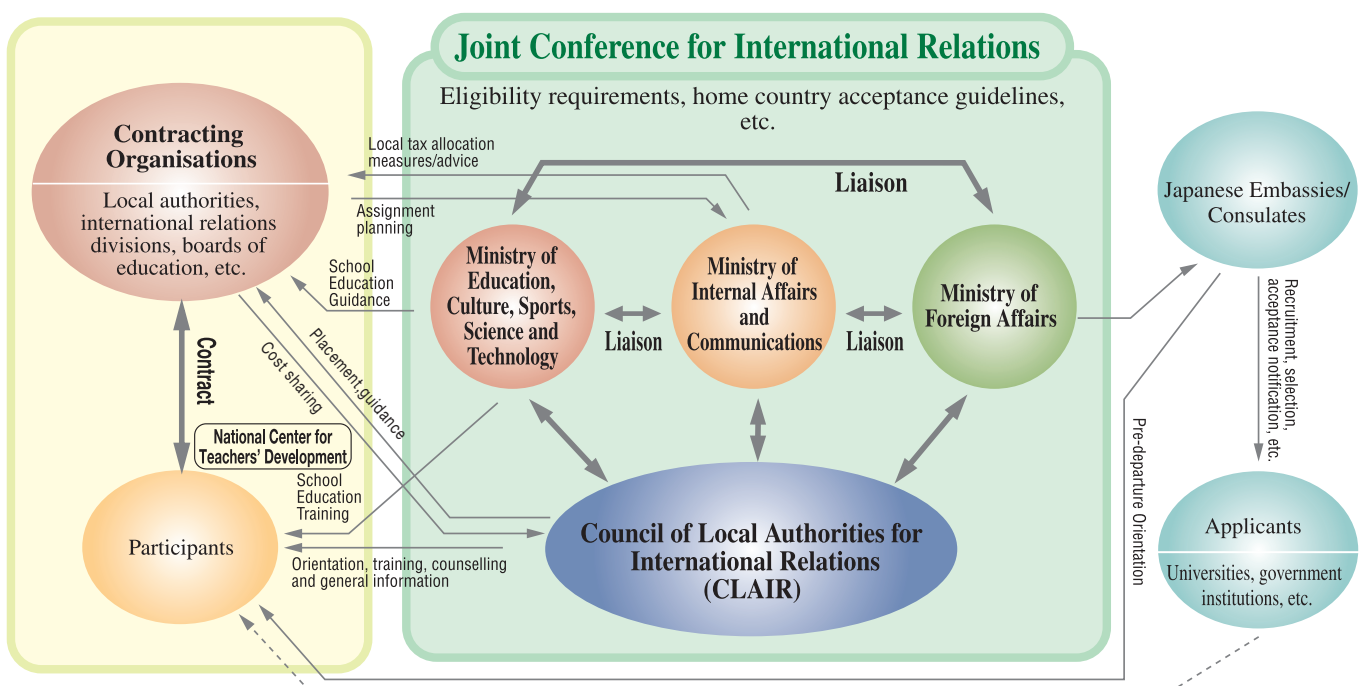 Joint Conference for International Relations
Eligibility requirements, home country acceptance guidelines,
etc.
Contracting
Organisations
Local authorities,
international relations
divisions, boards of
education, etc.
Local tax allocation
measures/advice
Assignment
planning
School
Education
Guidance
Liaison
Ministry of
Education,
Culture, Sports,
Science and
Technology
Liaison
Ministry of
Internal Affairs
and
Communications
Liaison
Ministry of
Foreign Affairs
Japanese Embassies/
Consulates
Recruitment, selection,
acceptance notification, etc.
Pre-departure Orientation
Contract
Placement,guidance
Cost sharing
National Center for
Teachers' Development
School
Education
Training
Participants
Orientation, training, counselling
and general information
Council of Local Authorities for
International Relations
(CLAIR)
Applicants
Universities, government
institutions, etc.